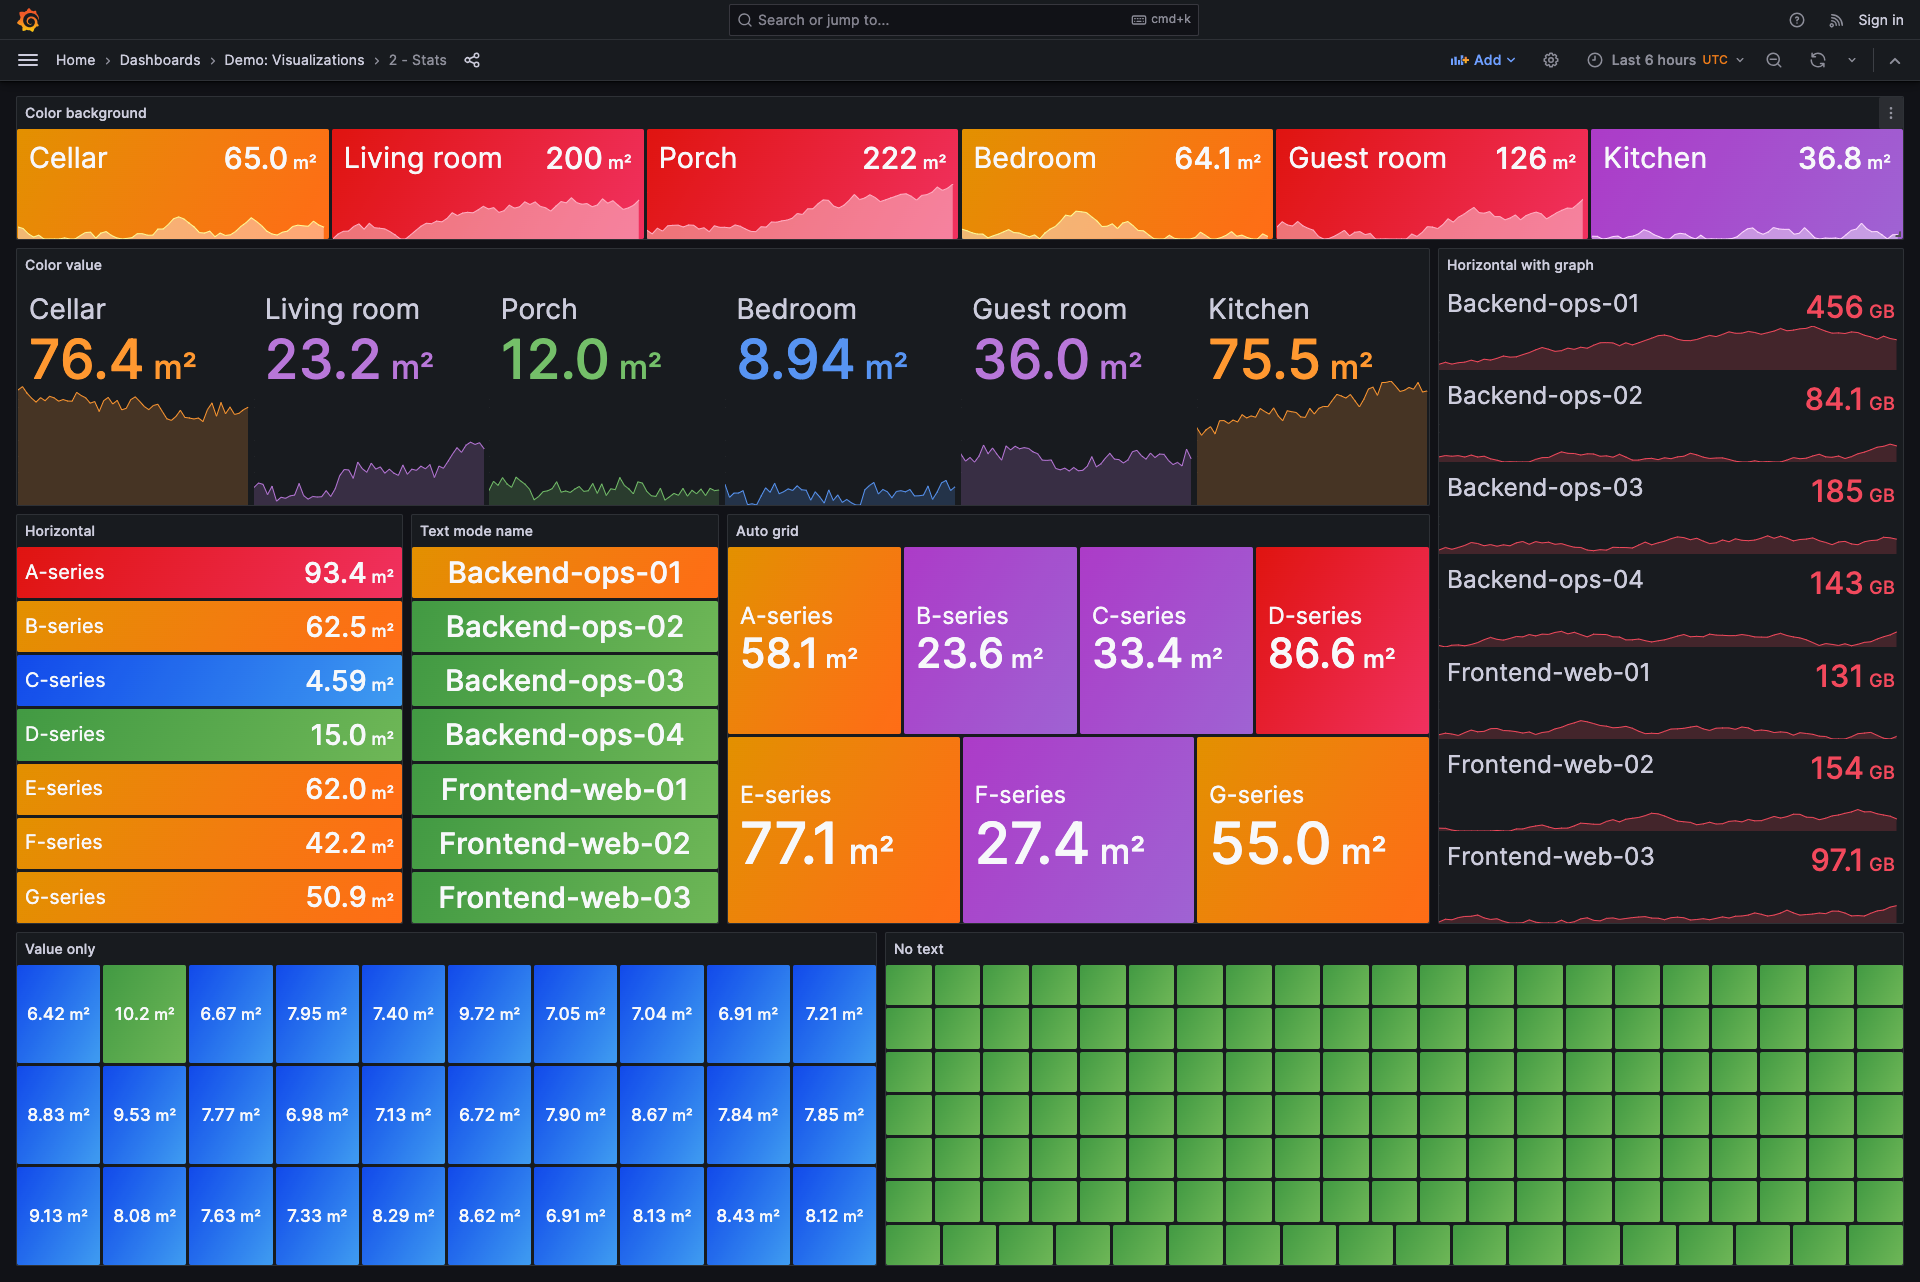 Search or jump to...
cmd+k
Sign in
Home › Dashboards › Demo: Visualizations › 2 - Stats
Add
Last 6 hours UTC
Color background
Cellar 65.0 m²
Living room 200 m²
Porch 222 m²
Bedroom 64.1 m²
Guest room 126 m²
Kitchen 36.8 m²
Color value
Cellar
76.4 m²
Living room
23.2 m²
Porch
12.0 m²
Bedroom
8.94 m²
Guest room
36.0 m²
Kitchen
75.5 m²
Horizontal with graph
Backend-ops-01 456 GB
Backend-ops-02 84.1 GB
Backend-ops-03 185 GB
Backend-ops-04 143 GB
Frontend-web-01 131 GB
Frontend-web-02 154 GB
Frontend-web-03 97.1 GB
Horizontal
A-series 93.4 m²
B-series 62.5 m²
C-series 4.59 m²
D-series 15.0 m²
E-series 62.0 m²
F-series 42.2 m²
G-series 50.9 m²
Text mode name
Backend-ops-01
Backend-ops-02
Backend-ops-03
Backend-ops-04
Frontend-web-01
Frontend-web-02
Frontend-web-03
Auto grid
A-series
58.1 m²
B-series
23.6 m²
C-series
33.4 m²
D-series
86.6 m²
E-series
77.1 m²
F-series
27.4 m²
G-series
55.0 m²
Value only
6.42 m² 10.2 m² 6.67 m² 7.95 m² 7.40 m² 9.72 m² 7.05 m² 7.04 m² 6.91 m² 7.21 m²
8.83 m² 9.53 m² 7.77 m² 6.98 m² 7.13 m² 6.72 m² 7.90 m² 8.67 m² 7.84 m² 7.85 m²
9.13 m² 8.08 m² 7.63 m² 7.33 m² 8.29 m² 8.62 m² 6.91 m² 8.13 m² 8.43 m² 8.12 m²
No text